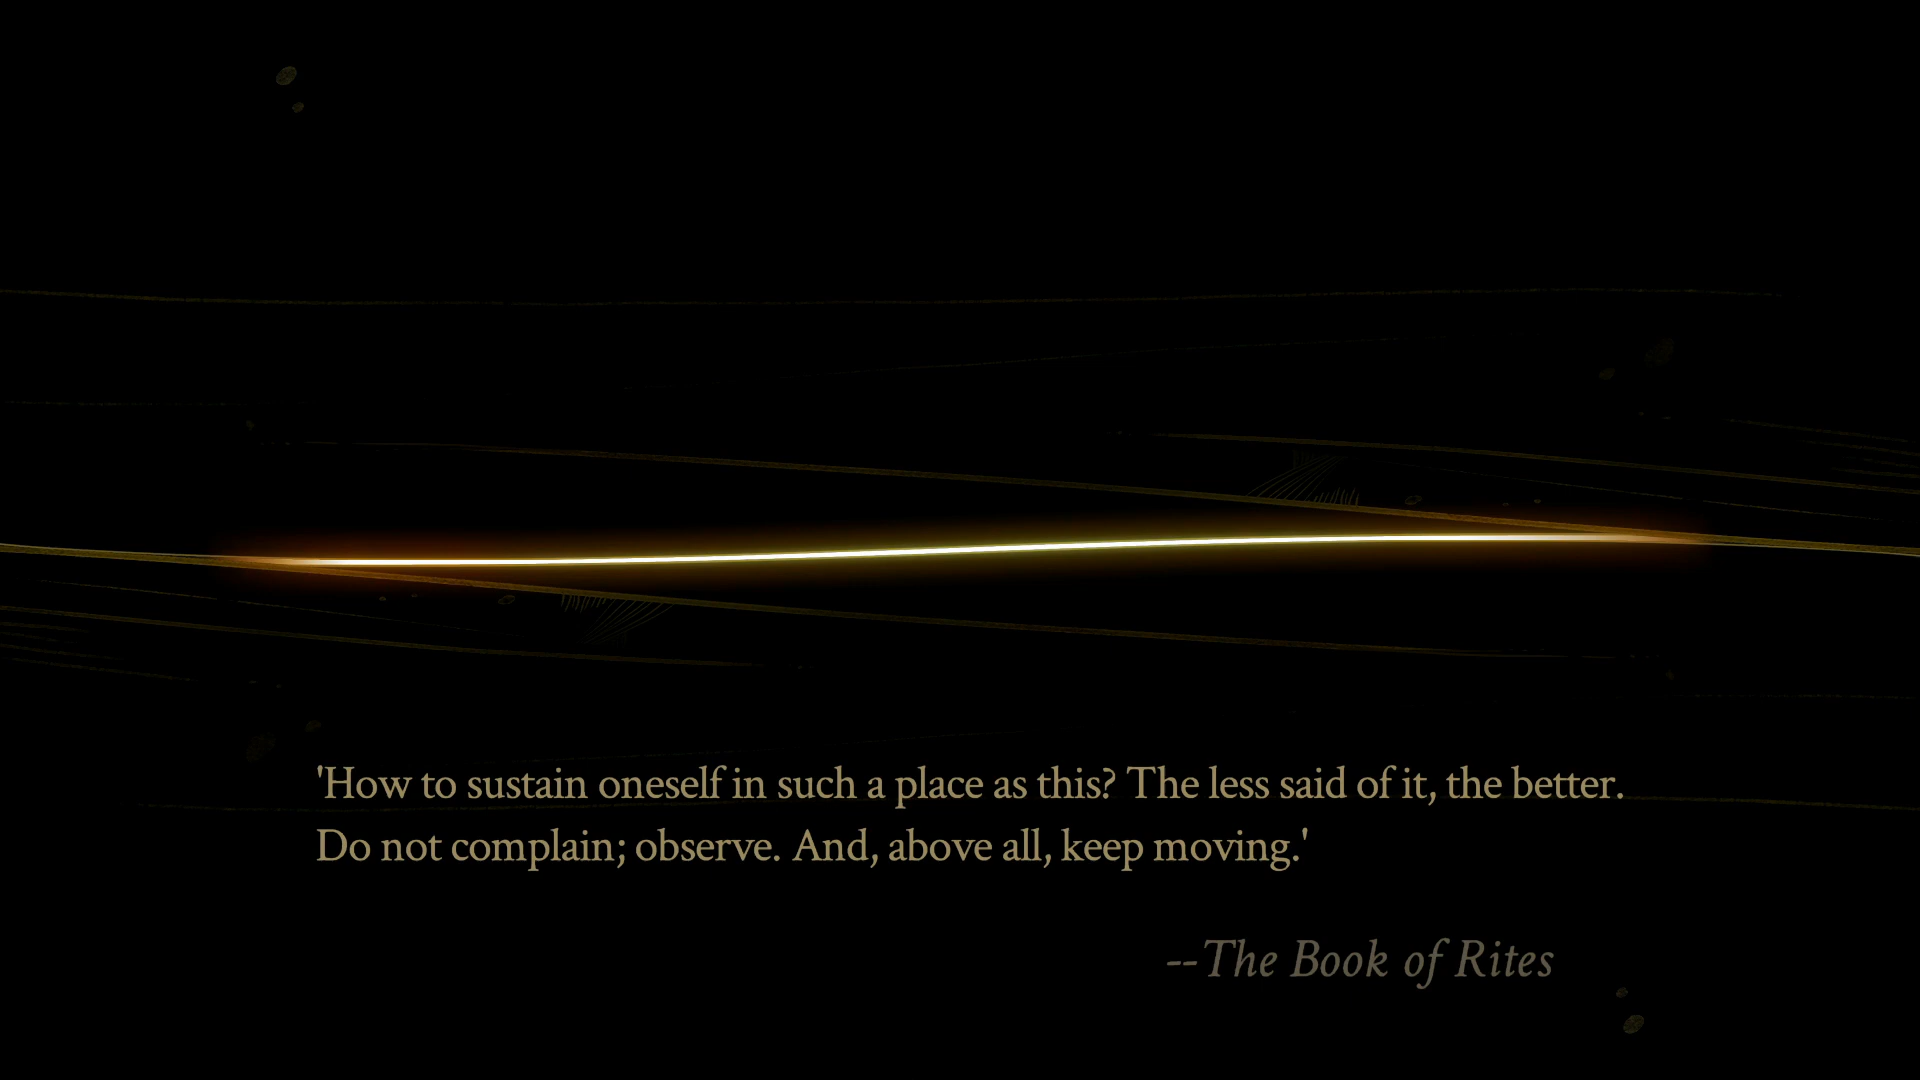 'How to sustain oneself in such a place as this? The less said of it, the better.
Do not complain; observe. And, above all, keep moving.'
--The Book of Rites